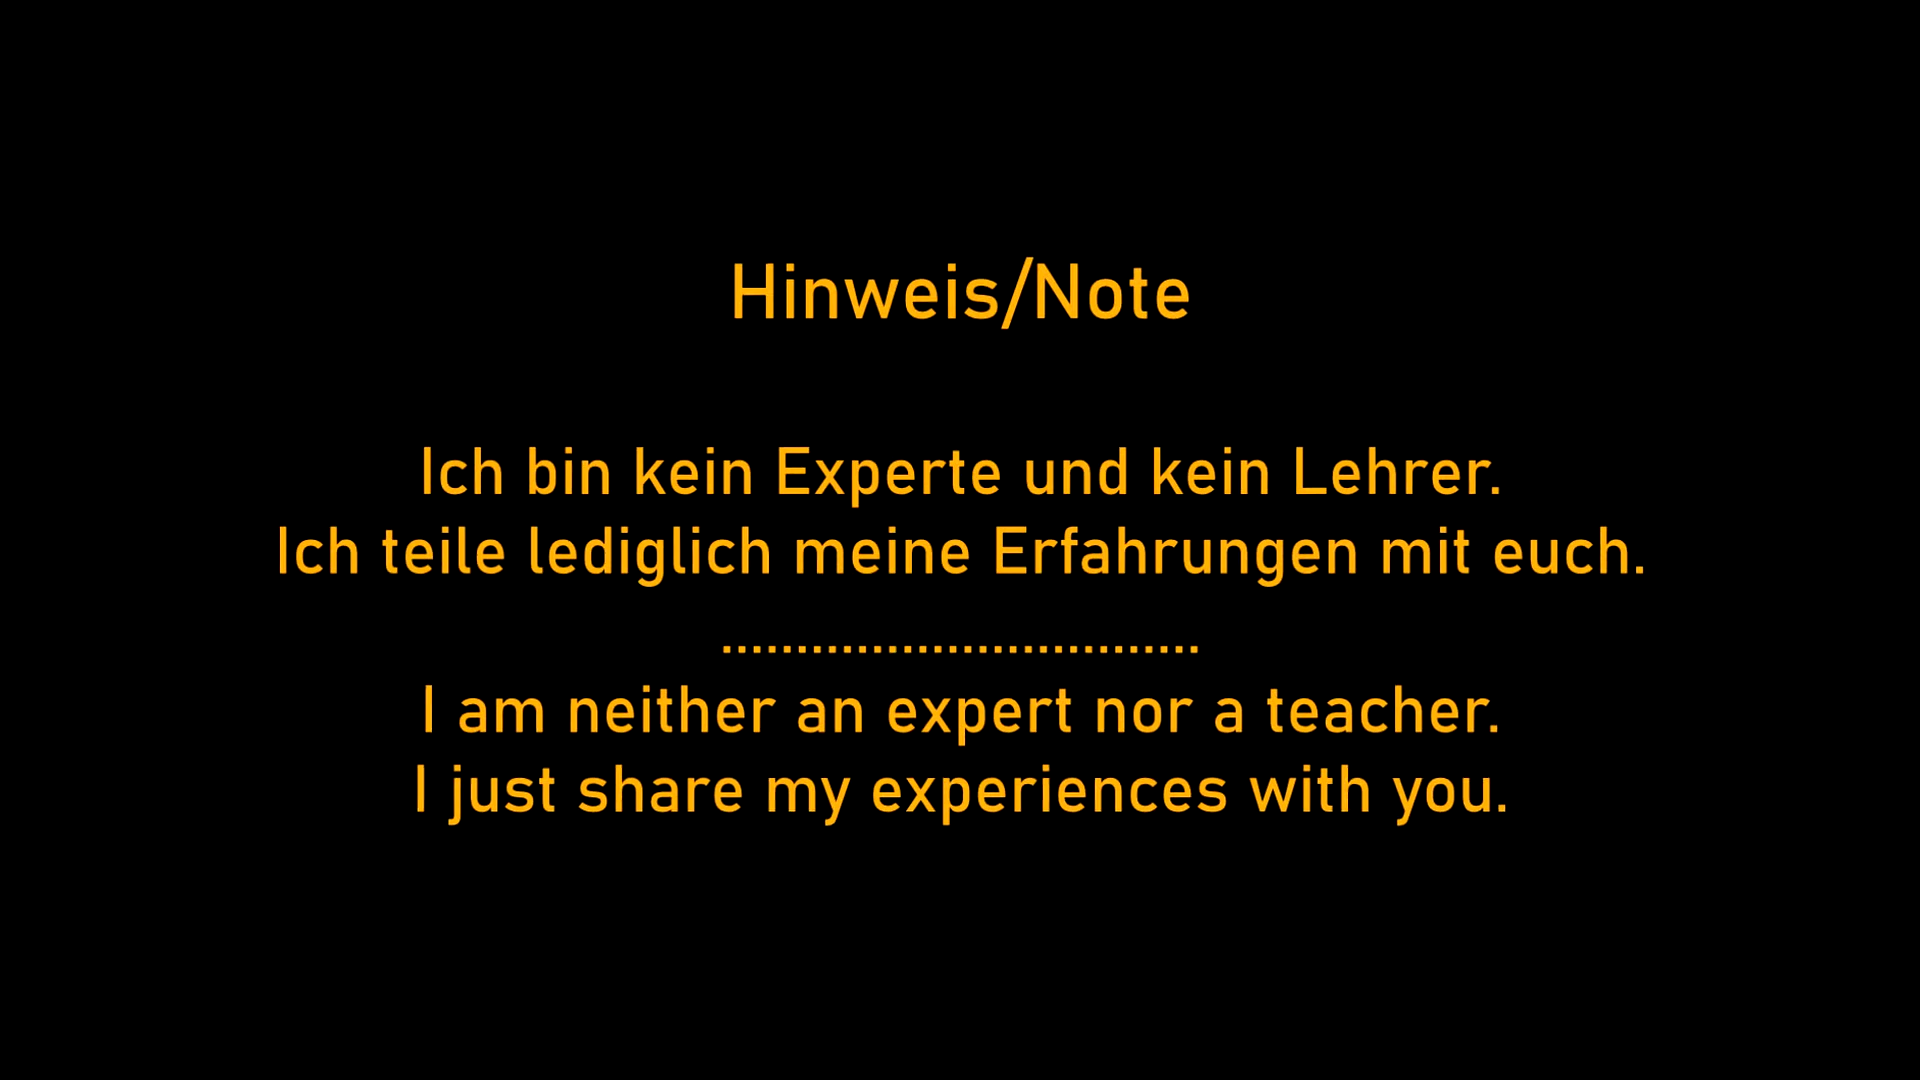 Hinweis/Note
Ich bin kein Experte und kein Lehrer.
Ich teile lediglich meine Erfahrungen mit euch.
................................
I am neither an expert nor a teacher.
I just share my experiences with you.